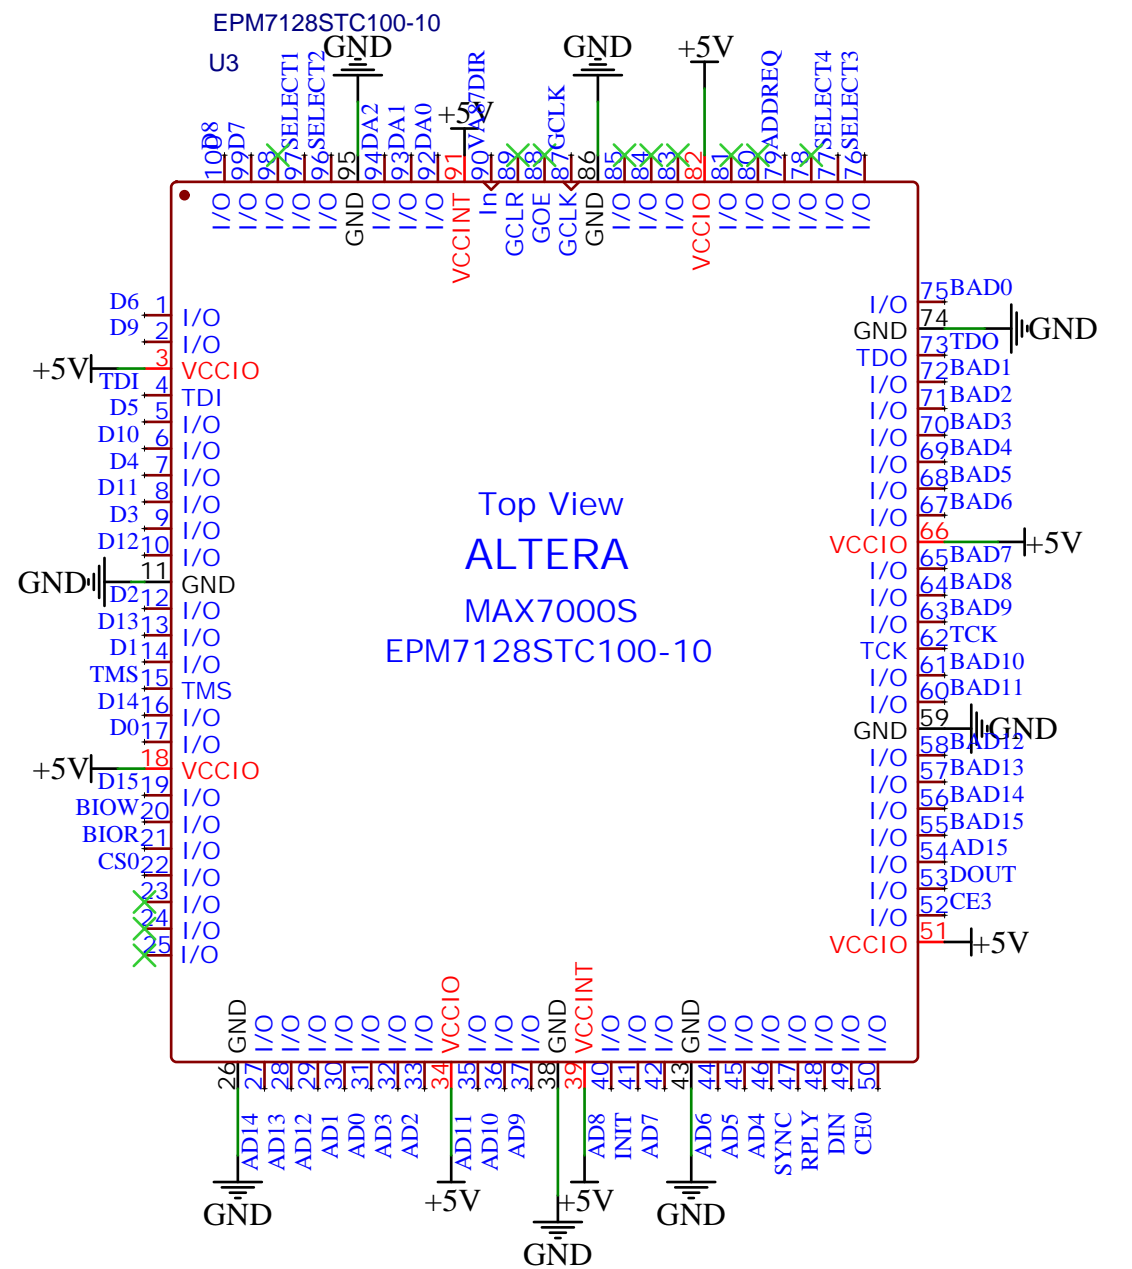 EPM7128STC100-10
U3
GND
GND
+5V
+5V
D8
D7
SELECT1
SELECT2
DA2
DA1
DA0
VA87DIR
GCLK
ADDREQ
SELECT4
SELECT3
100
99
98
97
96
95
94
93
92
91
90
89
88
87
86
85
84
83
82
81
80
79
78
77
76
I/O
I/O
I/O
I/O
I/O
GND
I/O
I/O
I/O
VCCINT
In
GCLR
GOE
GCLK
GND
I/O
I/O
I/O
VCCIO
I/O
I/O
I/O
I/O
I/O
I/O
D6 1 I/O
D9 2 I/O
+5V 3 VCCIO
TDI 4 TDI
D5 5 I/O
D10 6 I/O
D4 7 I/O
D11 8 I/O
D3 9 I/O
D12 10 I/O
GND 11 GND
D2 12 I/O
D13 13 I/O
D1 14 I/O
TMS 15 TMS
D14 16 I/O
D0 17 I/O
+5V 18 VCCIO
D15 19 I/O
BIOW 20 I/O
BIOR 21 I/O
CS0 22 I/O
23 I/O
24 I/O
25 I/O
Top View
ALTERA
MAX7000S
EPM7128STC100-10
I/O 75 BAD0
GND 74 GND
TDO 73 TDO
I/O 72 BAD1
I/O 71 BAD2
I/O 70 BAD3
I/O 69 BAD4
I/O 68 BAD5
I/O 67 BAD6
VCCIO 66 +5V
I/O 65 BAD7
I/O 64 BAD8
I/O 63 BAD9
TCK 62 TCK
I/O 61 BAD10
I/O 60 BAD11
GND 59 GND
I/O 58 BAD12
I/O 57 BAD13
I/O 56 BAD14
I/O 55 BAD15
I/O 54 AD15
I/O 53 DOUT
I/O 52 CE3
VCCIO 51 +5V
GND
I/O
I/O
I/O
I/O
I/O
I/O
I/O
VCCIO
I/O
I/O
I/O
GND
VCCINT
I/O
I/O
I/O
GND
I/O
I/O
I/O
I/O
I/O
I/O
I/O
26
27
28
29
30
31
32
33
34
35
36
37
38
39
40
41
42
43
44
45
46
47
48
49
50
AD14
AD13
AD12
AD1
AD0
AD3
AD2
AD11
AD10
AD9
AD8
INIT
AD7
AD6
AD5
AD4
SYNC
RPLY
DIN
CE0
GND
+5V
+5V
GND
GND